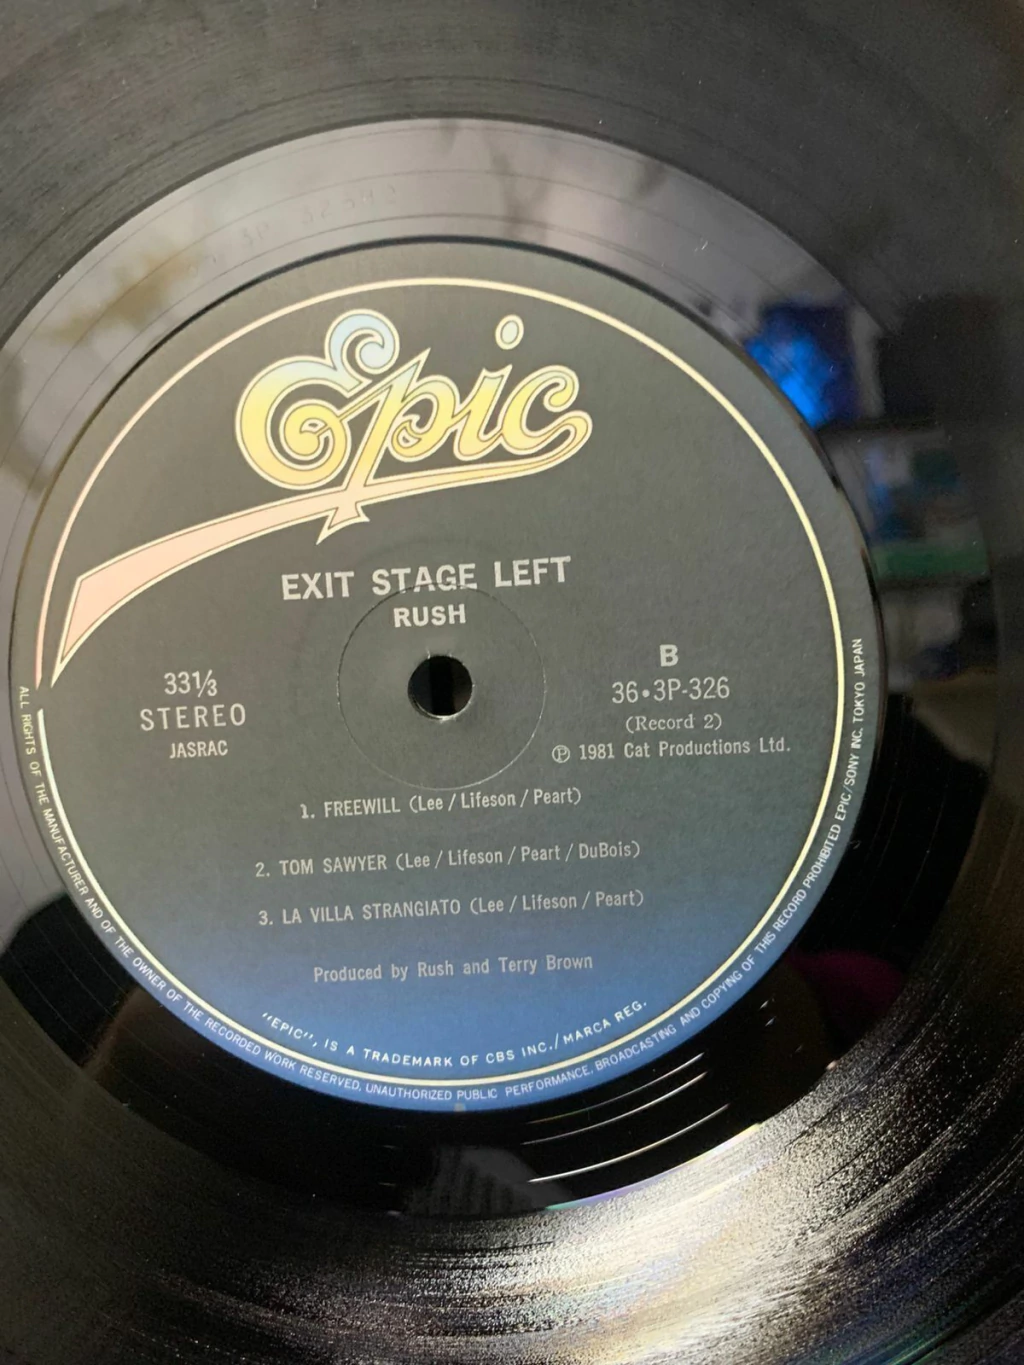 Epic
EXIT STAGE LEFT
RUSH
33⅓
STEREO
JASRAC
B
36•3P-326
(Record 2)
Ⓟ 1981 Cat Productions Ltd.
1. FREEWILL (Lee / Lifeson / Peart)
2. TOM SAWYER (Lee / Lifeson / Peart / DuBois)
3. LA VILLA STRANGIATO (Lee / Lifeson / Peart)
Produced by Rush and Terry Brown
"EPIC", IS A TRADEMARK OF CBS INC./MARCA REG.
ALL RIGHTS OF THE MANUFACTURER AND OF THE OWNER OF THE RECORDED WORK RESERVED. UNAUTHORIZED PUBLIC PERFORMANCE. BROADCASTING AND COPYING OF THIS RECORD PROHIBITED EPIC/SONY INC. TOKYO JAPAN